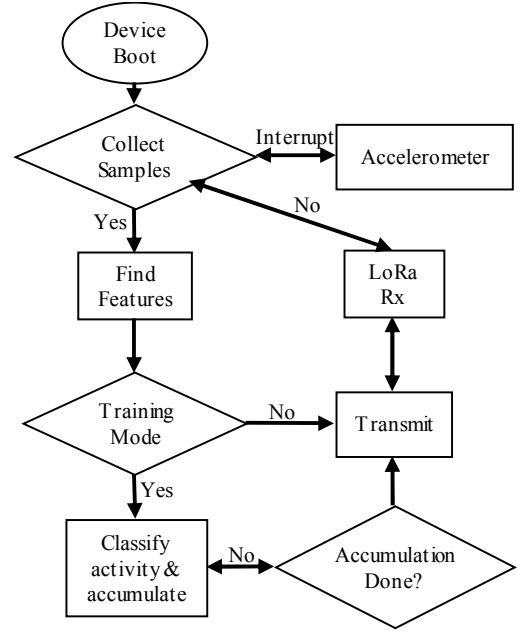 Device
Boot
Collect
Samples
Interrupt
Accelerometer
Yes
No
Find
Features
LoRa
Rx
Training
Mode
No
Transmit
Yes
Classify
activity &
accumulate
No
Accumulation
Done?